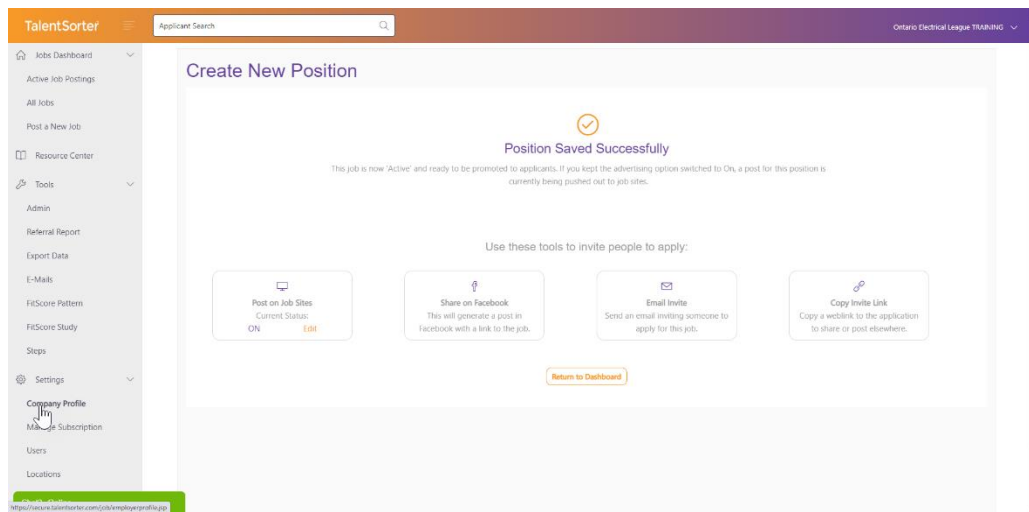 TalentSorter
Applicant Search
Ontario Electrical League TRAINING
Jobs Dashboard
Active Job Postings
All Jobs
Post a New Job
Resource Center
Tools
Admin
Referral Report
Export Data
E-Mails
FitScore Pattern
FitScore Study
Steps
Settings
Company Profile
Manage Subscription
Users
Locations
https://secure.talentsorter.com/job/employerprofile.jsp
Create New Position
Position Saved Successfully
This job is now 'Active' and ready to be promoted to applicants. If you kept the advertising option switched to On, a post for this position is
currently being pushed out to job sites.
Use these tools to invite people to apply:
Post on Job Sites
Current Status:
ON Edit
Share on Facebook
This will generate a post in
Facebook with a link to the job.
Email Invite
Send an email inviting someone to
apply for this job.
Copy Invite Link
Copy a weblink to the application
to share or post elsewhere.
Return to Dashboard